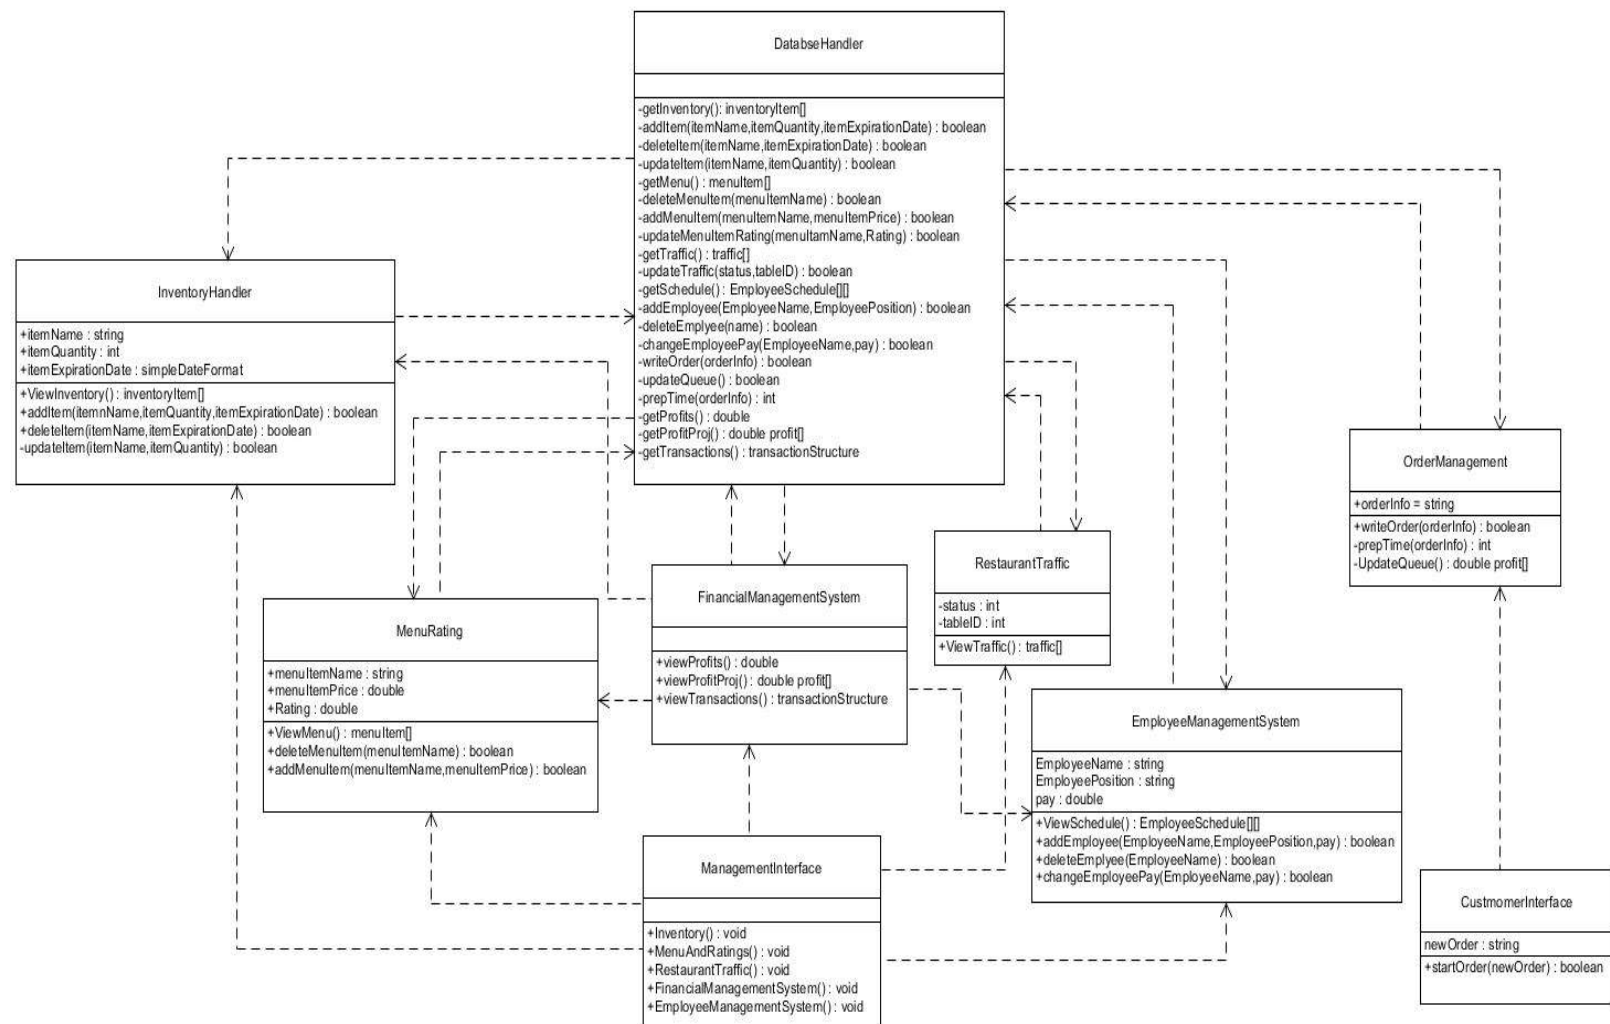 DatabseHandler
-getInventory(): inventoryItem[]
-addItem(itemName,itemQuantity,itemExpirationDate) : boolean
-deleteItem(itemName,itemExpirationDate) : boolean
-updateItem(itemName,itemQuantity) : boolean
-getMenu() : menuItem[]
-deleteMenuItem(menuItemName) : boolean
-addMenuItem(menuItemName,menuItemPrice) : boolean
-updateMenuItemRating(menuItamName,Rating) : boolean
-getTraffic() : traffic[]
-updateTraffic(status,tableID) : boolean
-getSchedule() : EmployeeSchedule[][]
-addEmployee(EmployeeName,EmployeePosition) : boolean
-deleteEmplyee(name) : boolean
-changeEmployeePay(EmployeeName,pay) : boolean
-writeOrder(orderInfo) : boolean
-updateQueue() : boolean
-prepTime(orderInfo) : int
-getProfits() : double
-getProfitProj() : double profit[]
-getTransactions() : transactionStructure
InventoryHandler
+itemName : string
+itemQuantity : int
+itemExpirationDate : simpleDateFormat
+ViewInventory() : inventoryItem[]
+addItem(itemnName,itemQuantity,itemExpirationDate) : boolean
+deleteItem(itemName,itemExpirationDate) : boolean
-updateItem(itemName,itemQuantity) : boolean
OrderManagement
+orderInfo = string
+writeOrder(orderInfo) : boolean
-prepTime(orderInfo) : int
-UpdateQueue() : double profit[]
RestaurantTraffic
-status : int
-tableID : int
+ViewTraffic() : traffic[]
FinancialManagementSystem
+viewProfits() : double
+viewProfitProj() : double profit[]
+viewTransactions() : transactionStructure
MenuRating
+menuItemName : string
+menuItemPrice : double
+Rating : double
+ViewMenu() : menuItem[]
+deleteMenuItem(menuItemName) : boolean
+addMenuItem(menuItemName,menuItemPrice) : boolean
EmployeeManagementSystem
EmployeeName : string
EmployeePosition : string
pay : double
+ViewSchedule() : EmployeeSchedule[][]
+addEmployee(EmployeeName,EmployeePosition,pay) : boolean
+deleteEmplyee(EmployeeName) : boolean
+changeEmployeePay(EmployeeName,pay) : boolean
ManagementInterface
+Inventory() : void
+MenuAndRatings() : void
+RestaurantTraffic() : void
+FinancialManagementSystem() : void
+EmployeeManagementSystem() : void
CustmomerInterface
newOrder : string
+startOrder(newOrder) : boolean